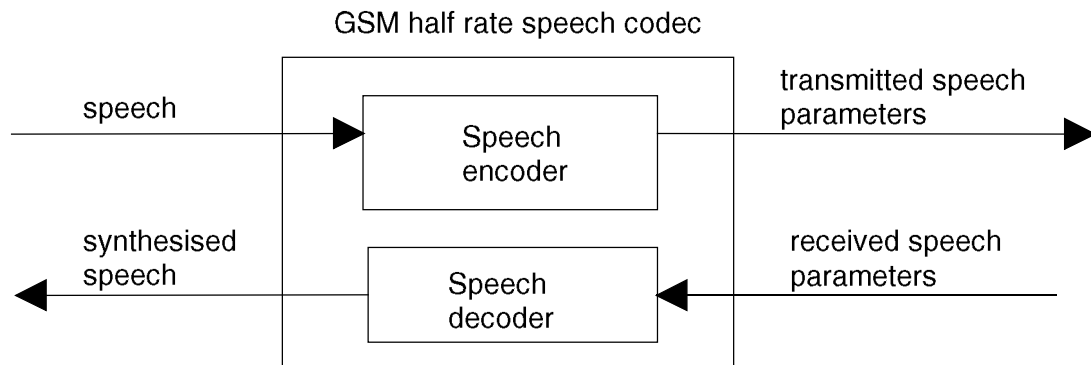 GSM half rate speech codec
speech
Speech
encoder
transmitted speech
parameters
synthesised
speech
Speech
decoder
received speech
parameters